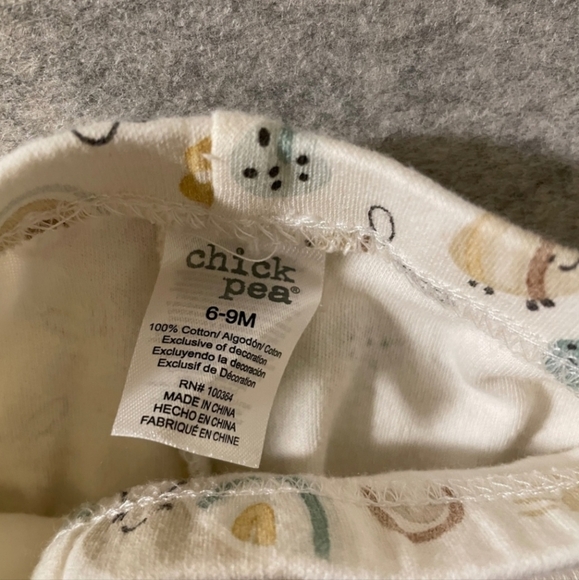 chick
pea®
6-9M
100% Cotton/Algodón/Coton
Exclusive of decoration
Excluyendo la decoración
Exclusif de Décoration
RN# 100364
MADE IN CHINA
HECHO EN CHINA
FABRIQUÉ EN CHINE